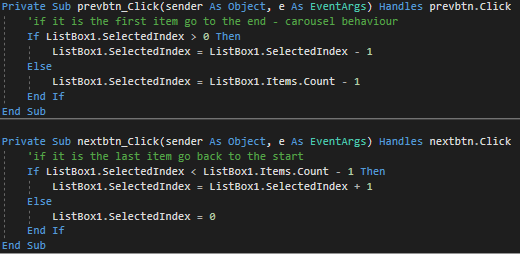 Private Sub prevbtn_Click(sender As Object, e As EventArgs) Handles prevbtn.Click
'if it is the first item go to the end - carousel behaviour
If ListBox1.SelectedIndex > 0 Then
ListBox1.SelectedIndex = ListBox1.SelectedIndex - 1
Else
ListBox1.SelectedIndex = ListBox1.Items.Count - 1
End If
End Sub
Private Sub nextbtn_Click(sender As Object, e As EventArgs) Handles nextbtn.Click
'if it is the last item go back to the start
If ListBox1.SelectedIndex < ListBox1.Items.Count - 1 Then
ListBox1.SelectedIndex = ListBox1.SelectedIndex + 1
Else
ListBox1.SelectedIndex = 0
End If
End Sub